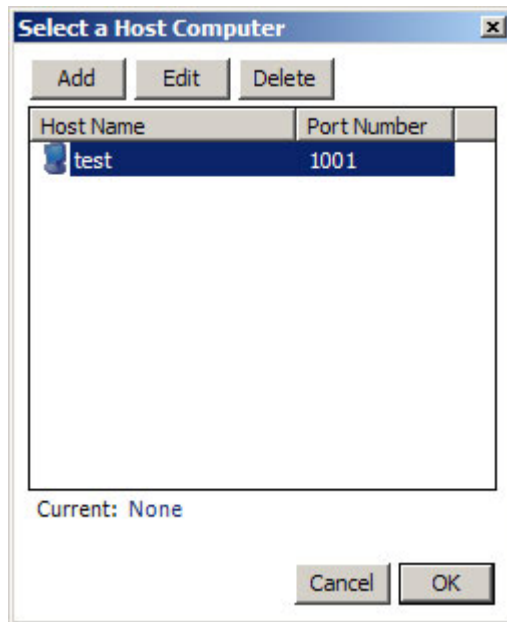 Select a Host Computer
Add Edit Delete
Host Name Port Number
test 1001
Current: None
Cancel OK